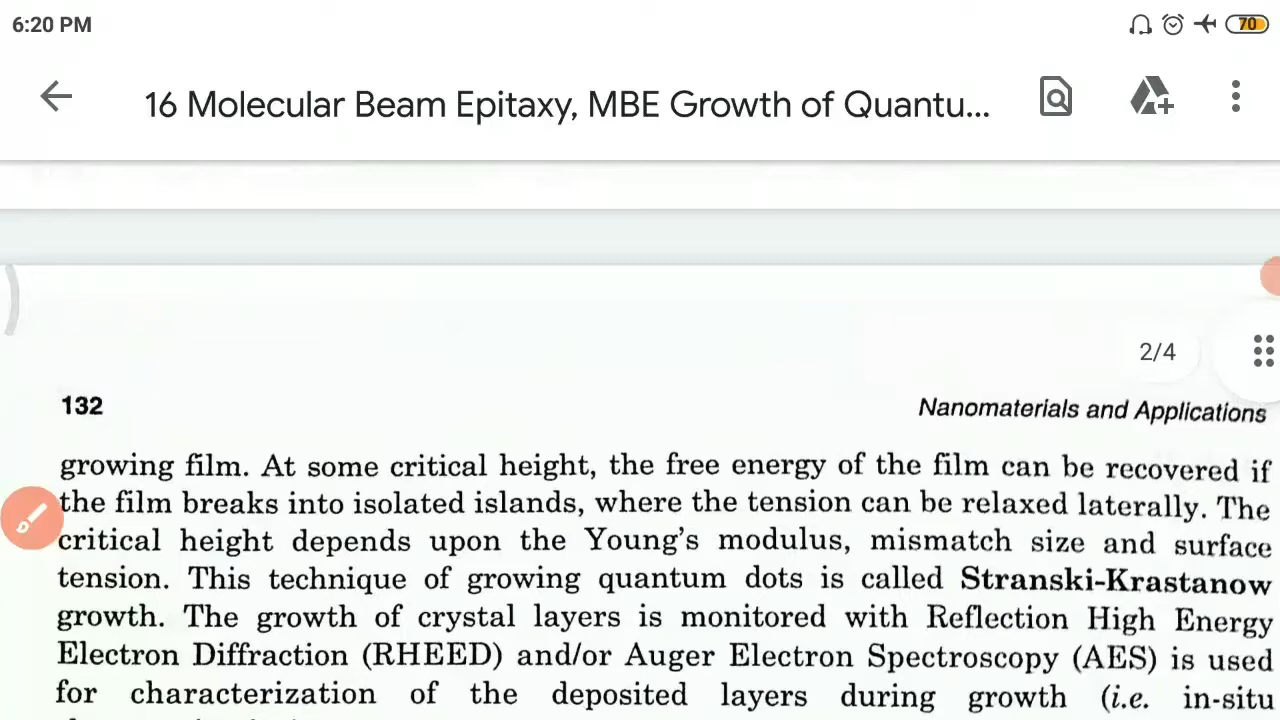 6:20 PM
70
16 Molecular Beam Epitaxy, MBE Growth of Quantu...
2/4
132
Nanomaterials and Applications
growing film. At some critical height, the free energy of the film can be recovered if
the film breaks into isolated islands, where the tension can be relaxed laterally. The
critical height depends upon the Young's modulus, mismatch size and surface
tension. This technique of growing quantum dots is called Stranski-Krastanow
growth. The growth of crystal layers is monitored with Reflection High Energy
Electron Diffraction (RHEED) and/or Auger Electron Spectroscopy (AES) is used
for characterization of the deposited layers during growth (i.e. in-situ